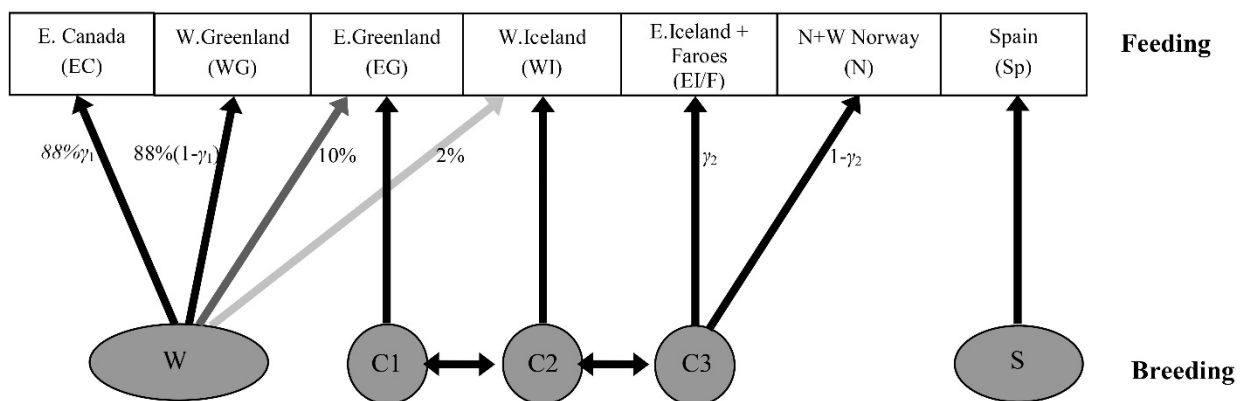 E. Canada
(EC)
W.Greenland
(WG)
E.Greenland
(EG)
W.Iceland
(WI)
E.Iceland +
Faroes
(EI/F)
N+W Norway
(N)
Spain
(Sp)
Feeding
88%γ₁
88%(1-γ₁)
10%
2%
γ₂
1-γ₂
W
C1
C2
C3
S
Breeding